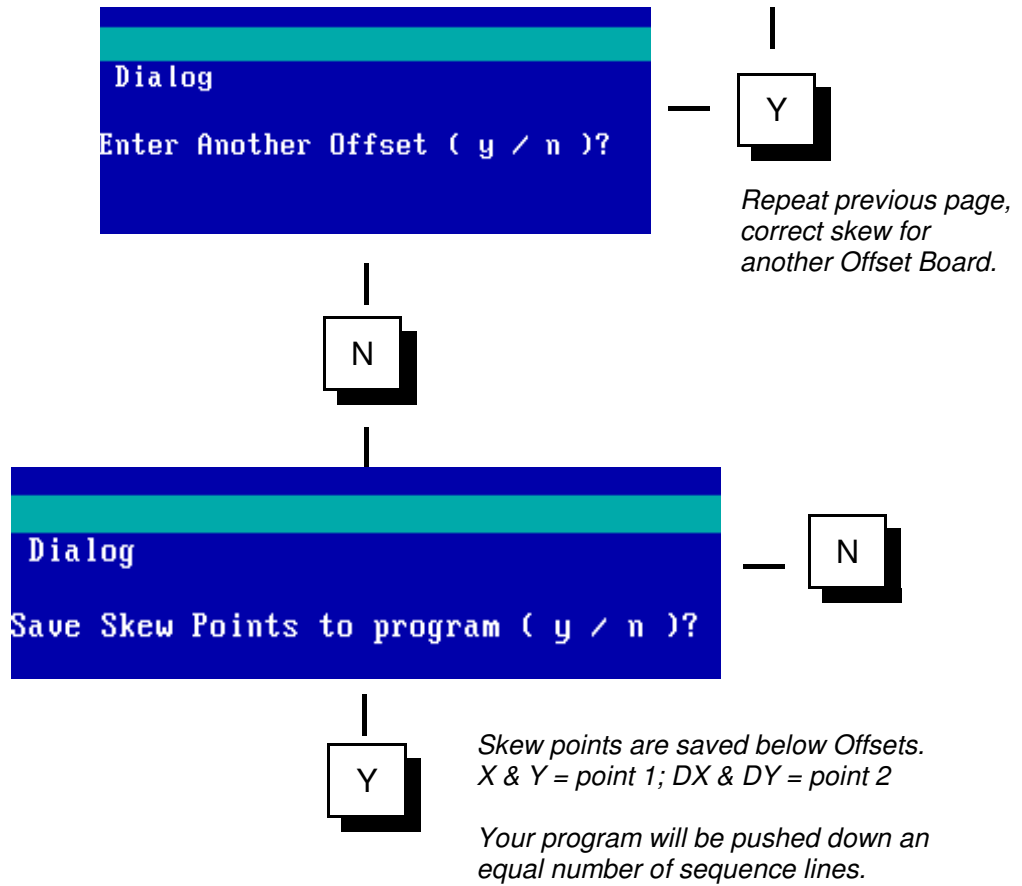 Dialog
Enter Another Offset ( y / n )?
Y
Repeat previous page,
correct skew for
another Offset Board.
N
Dialog
Save Skew Points to program ( y / n )?
N
Y
Skew points are saved below Offsets.
X & Y = point 1; DX & DY = point 2
Your program will be pushed down an
equal number of sequence lines.